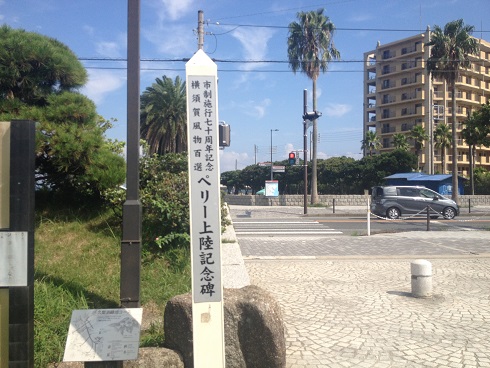 市制施行七十周年記念
横須賀風物百選
ペリー上陸記念碑